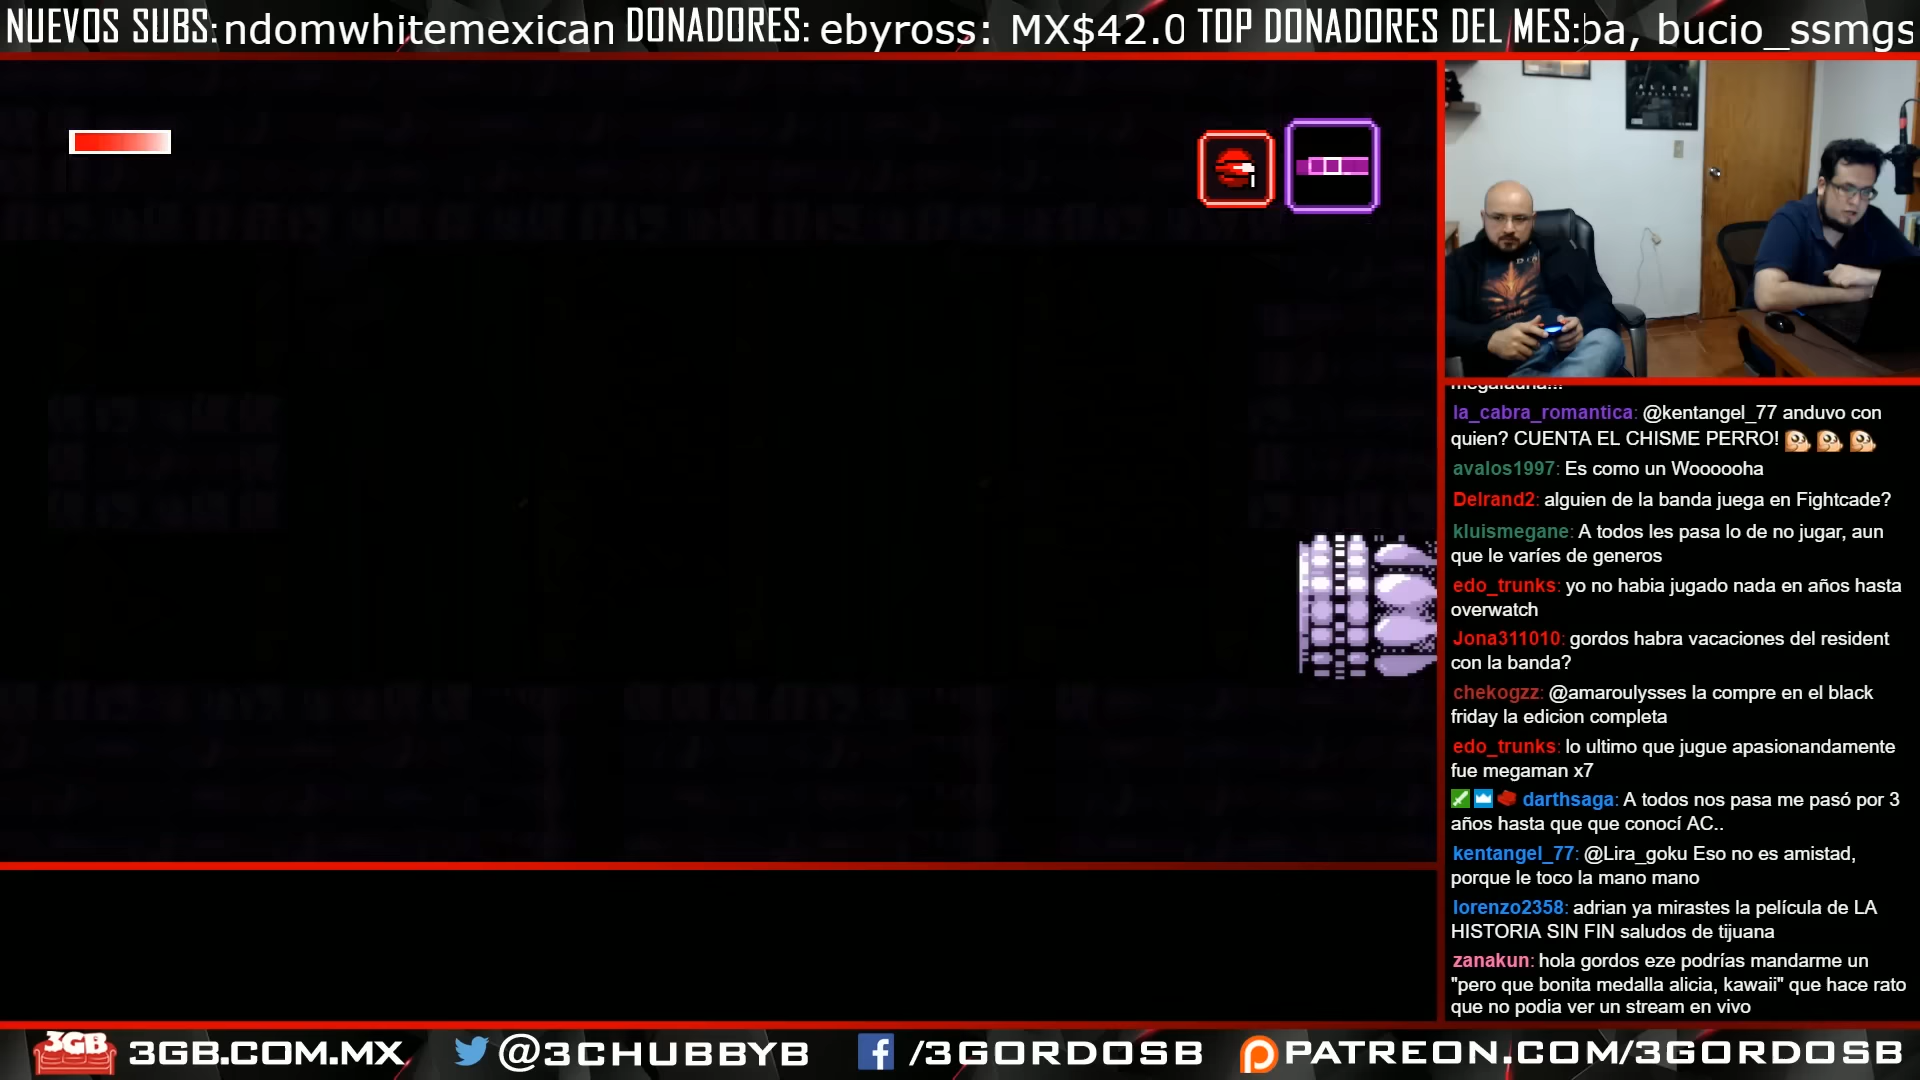 NUEVOS SUBS: ndomwhitemexican DONADORES: ebyross: MX$42.0 TOP DONADORES DEL MES: ba, bucio_ssmgs
ALIEN
megafauna!!!
la_cabra_romantica: @kentangel_77 anduvo con
quien? CUENTA EL CHISME PERRO!
avalos1997: Es como un Woooooha
Delrand2: alguien de la banda juega en Fightcade?
kluismegane: A todos les pasa lo de no jugar, aun
que le varíes de generos
edo_trunks: yo no habia jugado nada en años hasta
overwatch
Jona311010: gordos habra vacaciones del resident
con la banda?
chekogzz: @amaroulysses la compre en el black
friday la edicion completa
edo_trunks: lo ultimo que jugue apasionandamente
fue megaman x7
darthsaga: A todos nos pasa me pasó por 3
años hasta que que conocí AC..
kentangel_77: @Lira_goku Eso no es amistad,
porque le toco la mano mano
lorenzo2358: adrian ya mirastes la película de LA
HISTORIA SIN FIN saludos de tijuana
zanakun: hola gordos eze podrías mandarme un
"pero que bonita medalla alicia, kawaii" que hace rato
que no podia ver un stream en vivo
3GB 3GB.COM.MX @3CHUBBYB /3GORDOSB PATREON.COM/3GORDOSB